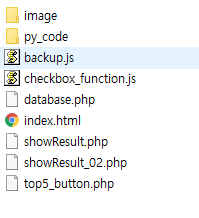 image
py_code
backup.js
checkbox_function.js
database.php
index.html
showResult.php
showResult_02.php
top5_button.php